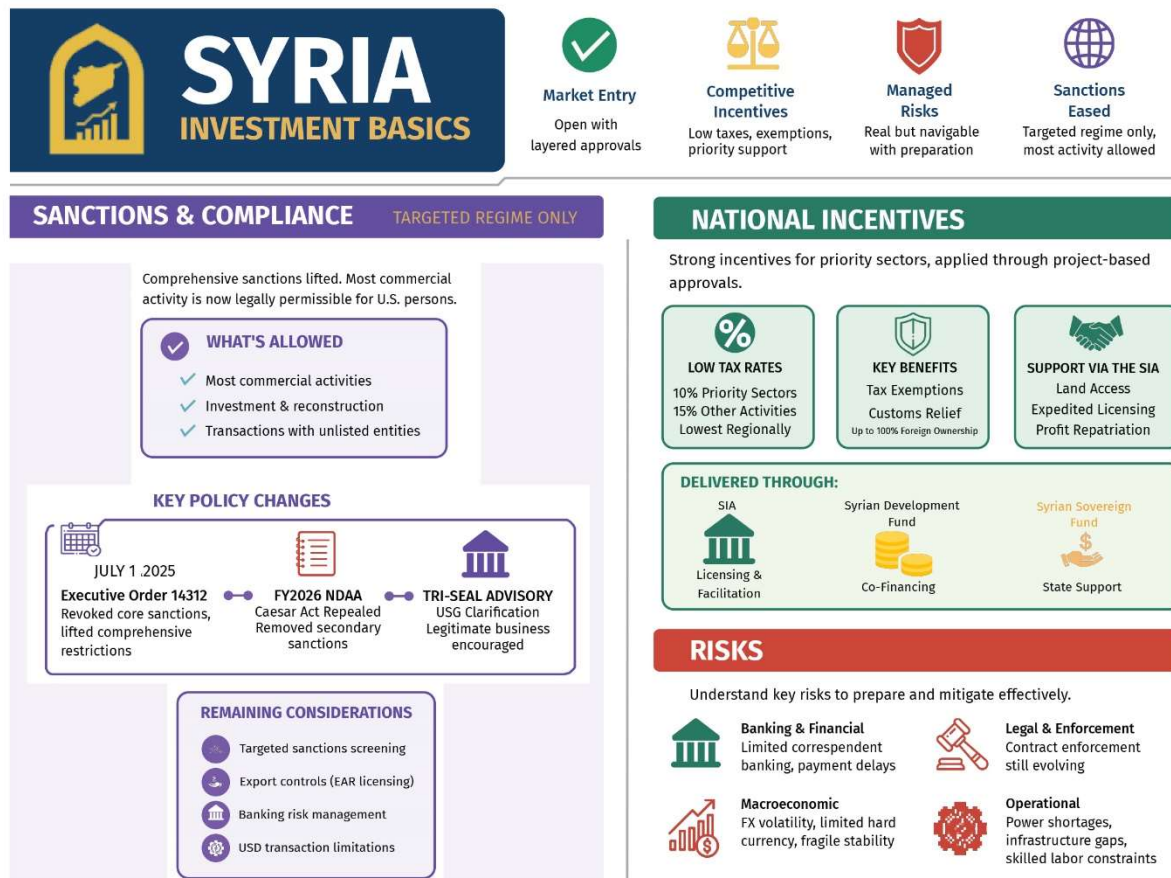 SYRIA
INVESTMENT BASICS
Market Entry
Open with
layered approvals
Competitive
Incentives
Low taxes, exemptions,
priority support
Managed
Risks
Real but navigable
with preparation
Sanctions
Eased
Targeted regime only,
most activity allowed
SANCTIONS & COMPLIANCE
TARGETED REGIME ONLY
Comprehensive sanctions lifted. Most commercial
activity is now legally permissible for U.S. persons.
WHAT'S ALLOWED
Most commercial activities
Investment & reconstruction
Transactions with unlisted entities
KEY POLICY CHANGES
JULY 1 .2025
Executive Order 14312
Revoked core sanctions,
lifted comprehensive
restrictions
FY2026 NDAA
Caesar Act Repealed
Removed secondary
sanctions
TRI-SEAL ADVISORY
USG Clarification
Legitimate business
encouraged
REMAINING CONSIDERATIONS
Targeted sanctions screening
Export controls (EAR licensing)
Banking risk management
USD transaction limitations
NATIONAL INCENTIVES
Strong incentives for priority sectors, applied through project-based
approvals.
%
LOW TAX RATES
10% Priority Sectors
15% Other Activities
Lowest Regionally
KEY BENEFITS
Tax Exemptions
Customs Relief
Up to 100% Foreign Ownership
SUPPORT VIA THE SIA
Land Access
Expedited Licensing
Profit Repatriation
DELIVERED THROUGH:
SIA
Licensing &
Facilitation
Syrian Development
Fund
Co-Financing
Syrian Sovereign
Fund
$
State Support
RISKS
Understand key risks to prepare and mitigate effectively.
Banking & Financial
Limited correspendent
banking, payment delays
Legal & Enforcement
Contract enforcement
still evolving
$
Macroeconomic
FX volatility, limited hard
currency, fragile stability
Operational
Power shortages,
infrastructure gaps,
skilled labor constraints